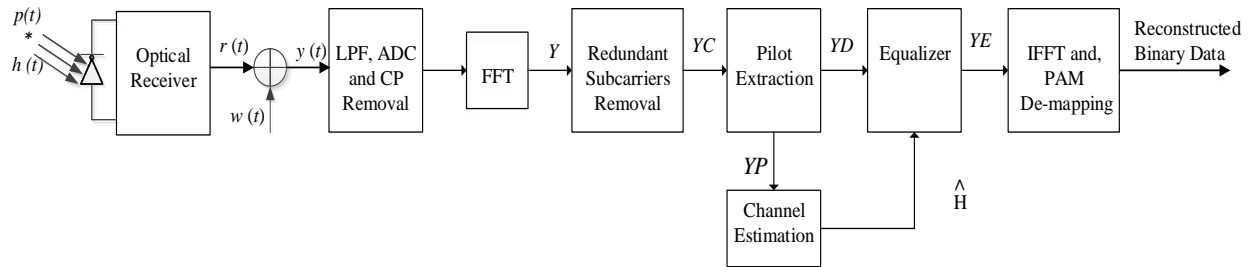 p(t)
*
h (t)
Optical
Receiver
r (t)
w (t)
y (t)
LPF, ADC
and CP
Removal
FFT
Y
Redundant
Subcarriers
Removal
YC
Pilot
Extraction
YD
YP
Channel
Estimation
Equalizer
^
H
YE
IFFT and,
PAM
De-mapping
Reconstructed
Binary Data